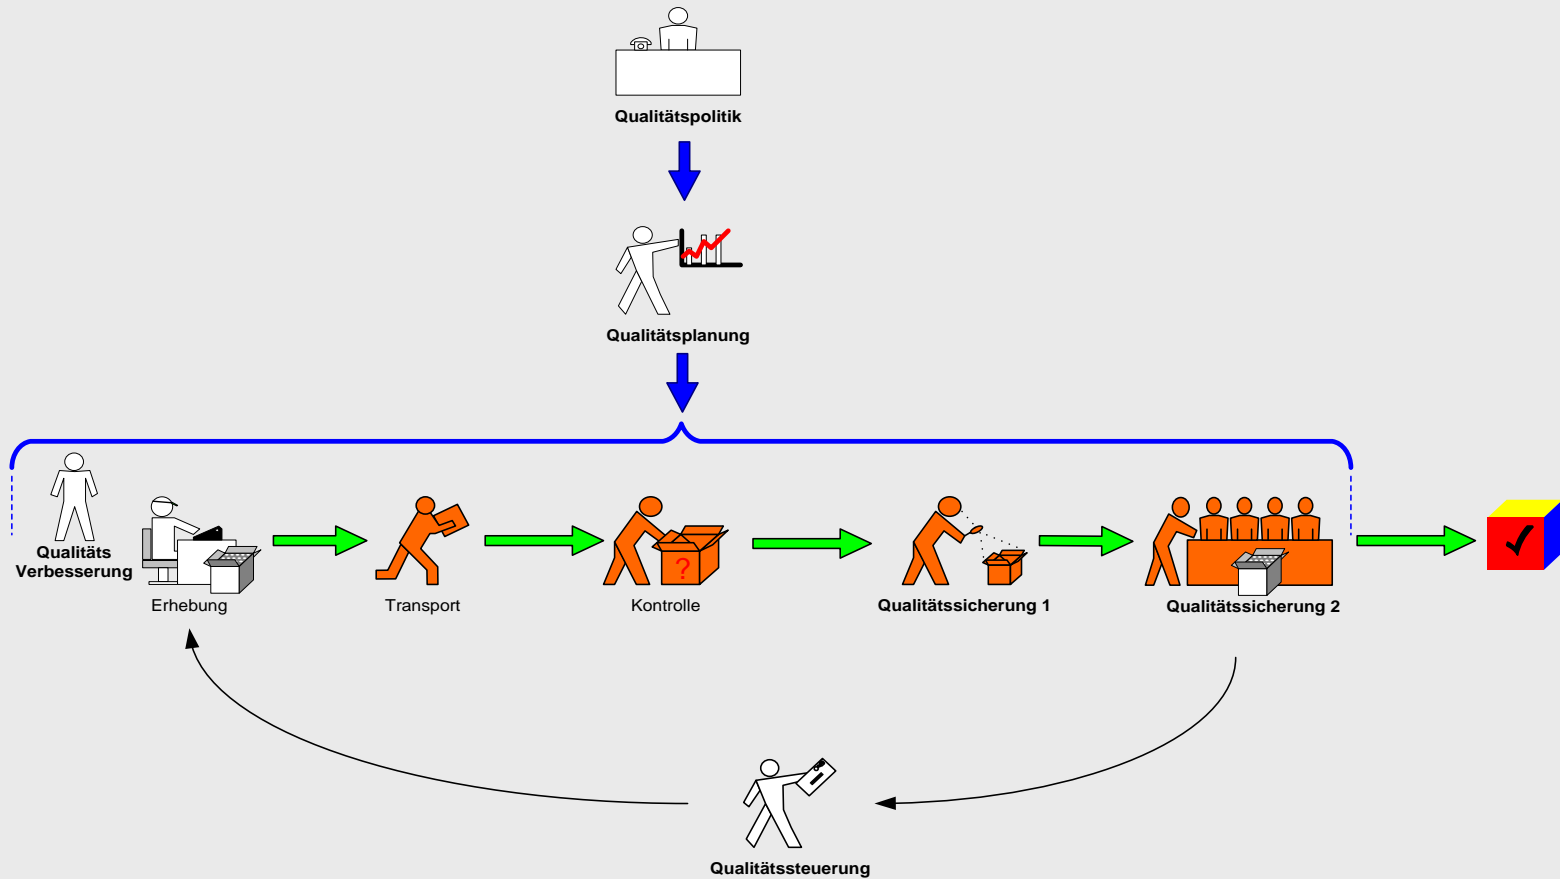 Qualitätspolitik
Qualitätsplanung
Qualitäts
Verbesserung
Erhebung
Transport
?
Kontrolle
Qualitätssicherung 1
Qualitätssicherung 2
Qualitätssteuerung